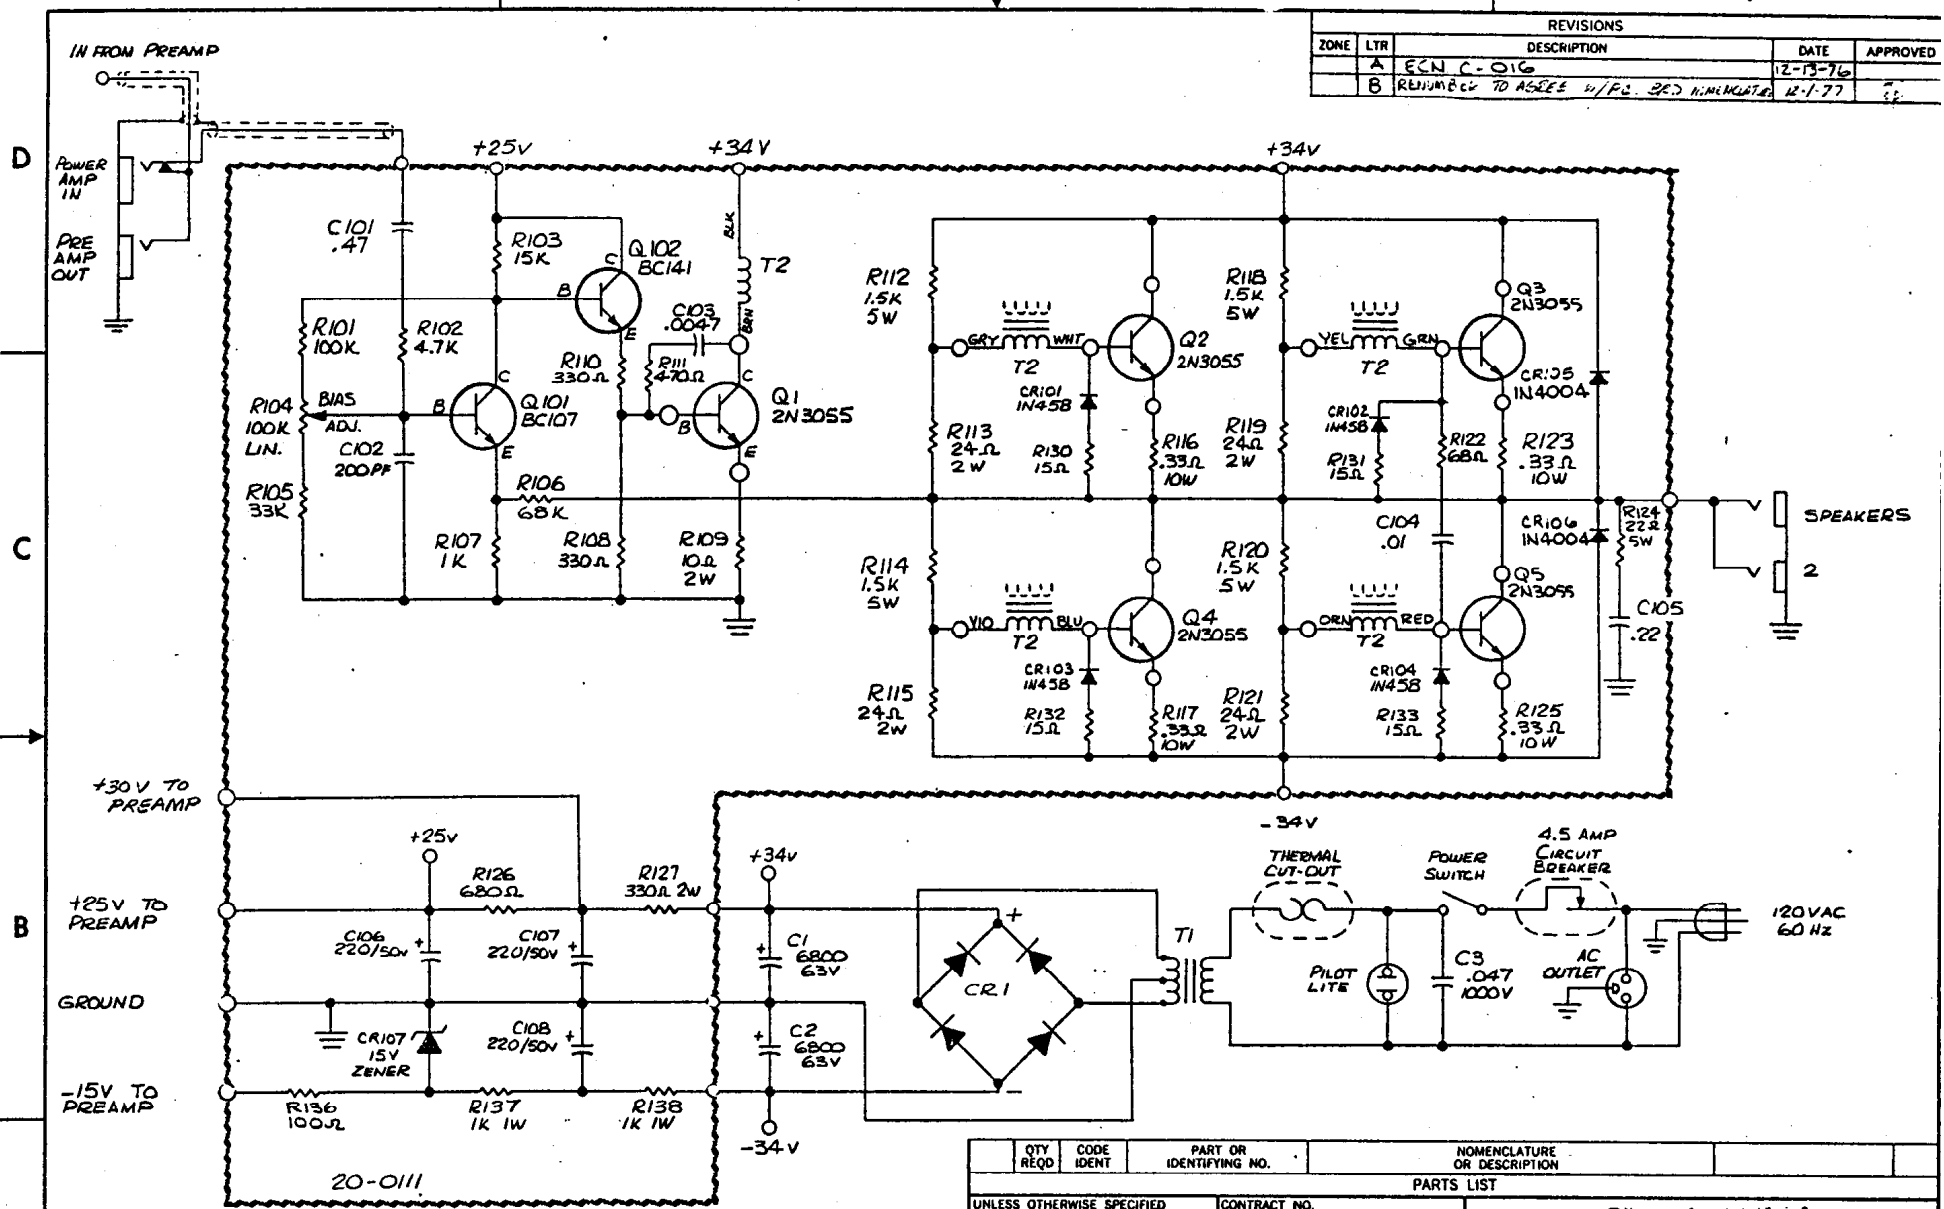 REVISIONS
ZONE LTR DESCRIPTION DATE APPROVED
A ECN C-016 12-13-76
B RENUMBER TO AGREE W/P.C. BRD 12-1-77
IN FROM PREAMP
D
POWER
AMP
IN
PRE
AMP
OUT
+25V
+34V
+34V
C101
.47
R103
15K
Q102
BC141
C
B
E
BLK
T2
BRN
C103
.0047
R101
100K
R102
4.7K
R110
330Ω
R111
470Ω
R104
100K
LIN.
BIAS
ADJ.
B
C
E
Q101
BC107
B
C
E
Q1
2N3055
C102
200PF
R105
33K
R106
68K
R107
1K
R108
330Ω
R109
10Ω
2W
R112
1.5K
5W
GRY
WHT
T2
Q2
2N3055
CR101
1N458
R113
24Ω
2W
R130
15Ω
R116
.33Ω
10W
R118
1.5K
5W
YEL
GRN
T2
Q3
2N3055
CR102
1N458
R119
24Ω
2W
R131
15Ω
R122
68Ω
CR105
1N4004
R123
.33Ω
10W
C
R114
1.5K
5W
VIO
BLU
T2
Q4
2N3055
CR103
1N458
R115
24Ω
2W
R132
15Ω
R117
.33Ω
10W
R120
1.5K
5W
C104
.01
ORN
RED
T2
Q5
2N3055
CR104
1N458
R121
24Ω
2W
R133
15Ω
R125
.33Ω
10W
CR106
1N4004
R124
22Ω
5W
C105
.22
SPEAKERS
2
-34V
+30V TO
PREAMP
+25V
R126
680Ω
R127
330Ω 2W
+34V
+25V TO
PREAMP
B
C106
220/50V
+
C107
220/50V
+
C1
6800
63V
+
GROUND
CR107
15V
ZENER
C108
220/50V
+
C2
6800
63V
+
-15V TO
PREAMP
R136
100Ω
R137
1K 1W
R138
1K 1W
-34V
+
CR1
-
T1
THERMAL
CUT-OUT
POWER
SWITCH
4.5 AMP
CIRCUIT
BREAKER
PILOT
LITE
C3
.047
1000V
AC
OUTLET
120VAC
60 Hz
20-0111
QTY REQD CODE IDENT PART OR IDENTIFYING NO. NOMENCLATURE OR DESCRIPTION
PARTS LIST
UNLESS OTHERWISE SPECIFIED CONTRACT NO.